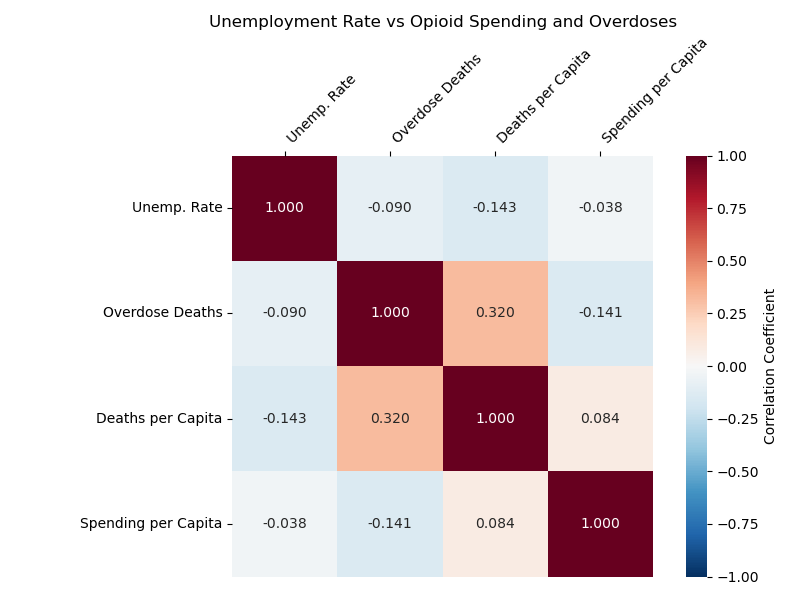 Unemployment Rate vs Opioid Spending and Overdoses
Unemp. Rate
Overdose Deaths
Deaths per Capita
Spending per Capita
Unemp. Rate
1.000
-0.090
-0.143
-0.038
Overdose Deaths
-0.090
1.000
0.320
-0.141
Deaths per Capita
-0.143
0.320
1.000
0.084
Spending per Capita
-0.038
-0.141
0.084
1.000
1.00
0.75
0.50
0.25
0.00
−0.25
−0.50
−0.75
−1.00
Correlation Coefficient